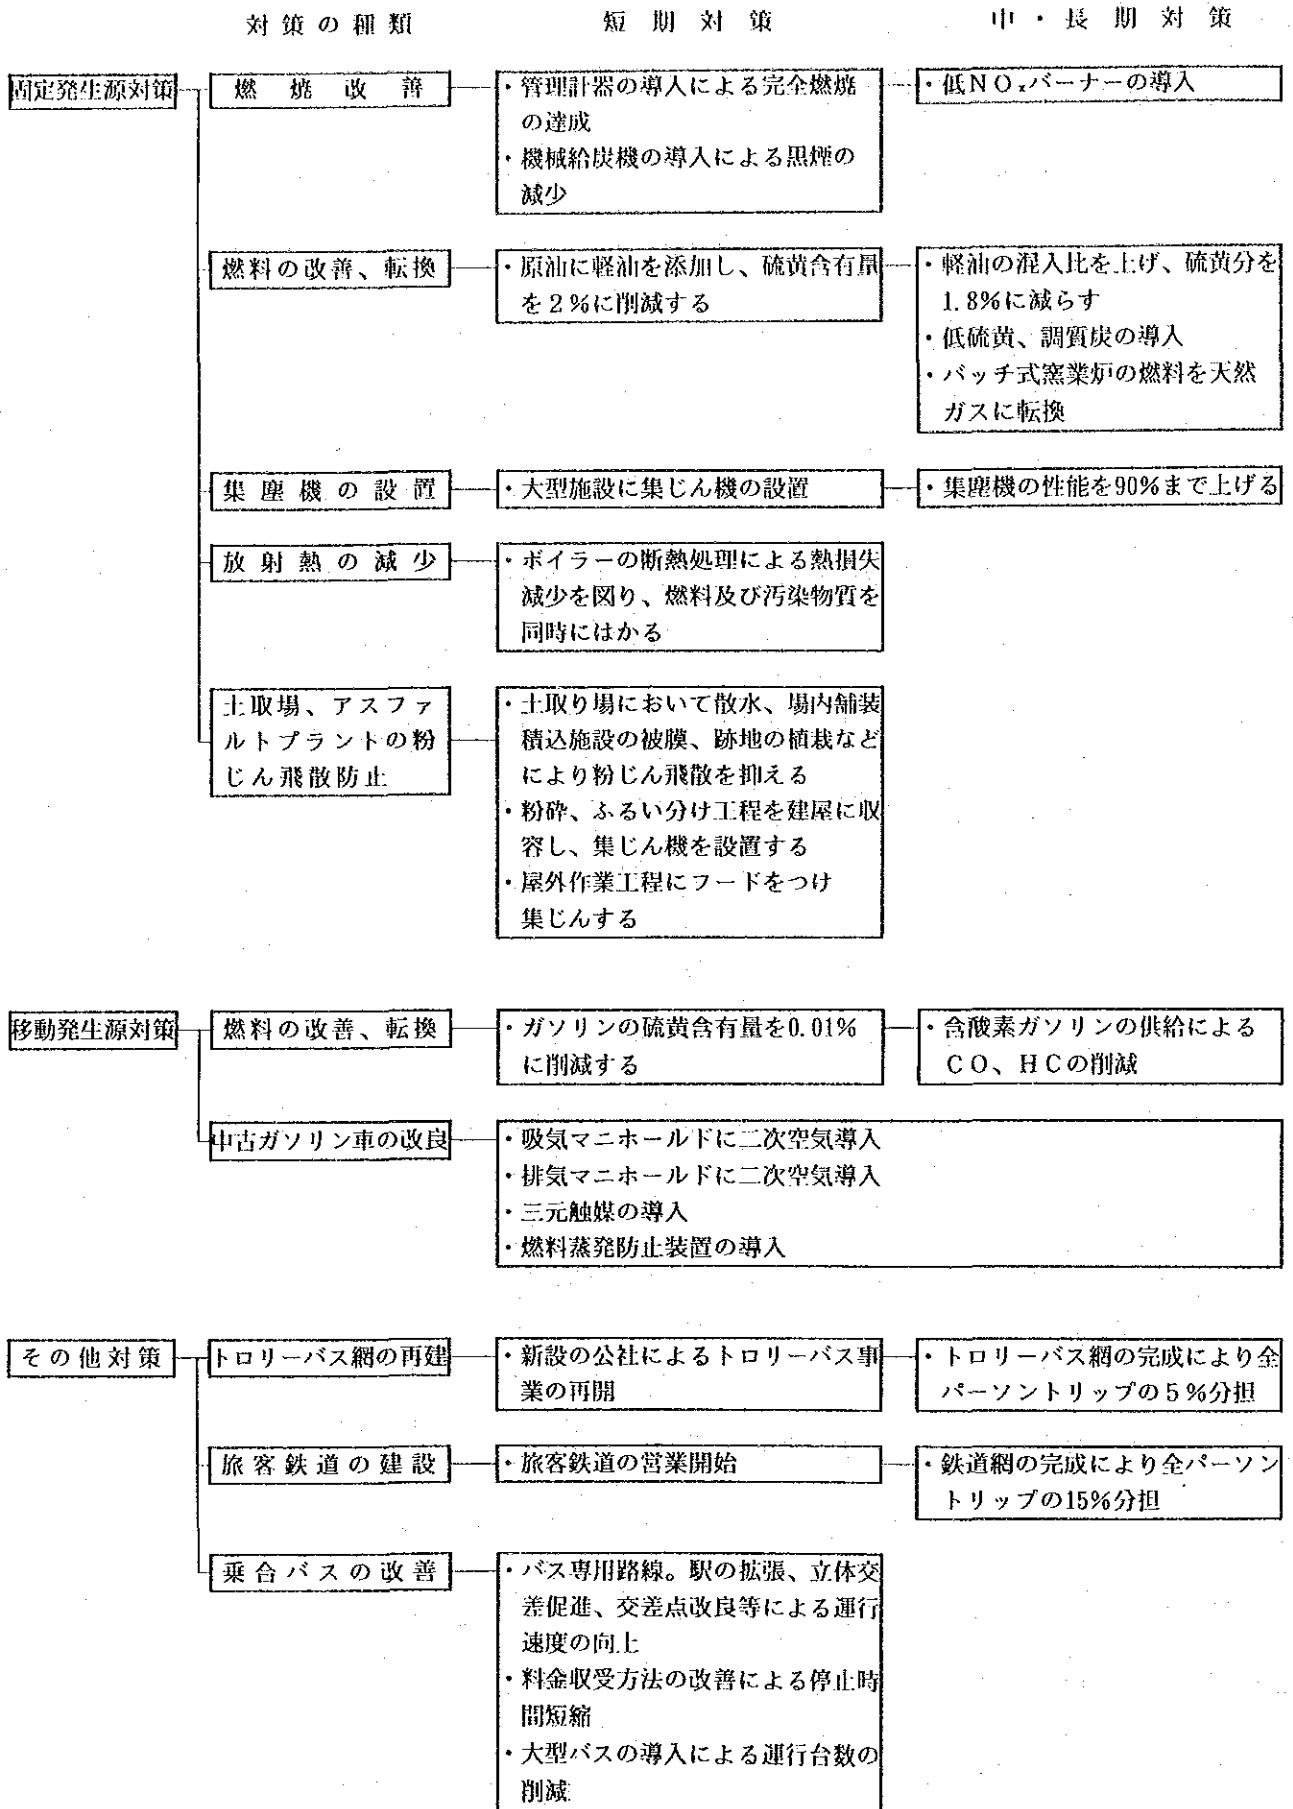 対策の種類　短期対策　中・長期対策
固定発生源対策
燃焼改善
・管理計器の導入による完全燃焼
の達成
・機械給炭機の導入による黒煙の
減少
・低NOxバーナーの導入
燃料の改善、転換
・原油に軽油を添加し、硫黄含有量
を2%に削減する
・軽油の混入比を上げ、硫黄分を
1.8%に減らす
・低硫黄、調質炭の導入
・バッチ式窯業炉の燃料を天然
ガスに転換
集塵機の設置
・大型施設に集じん機の設置
・集塵機の性能を90%まで上げる
放射熱の減少
・ボイラーの断熱処理による熱損失
減少を図り、燃料及び汚染物質を
同時にはかる
土取場、アスファ
ルトプラントの粉
じん飛散防止
・土取り場において散水、場内舗装
積込施設の被膜、跡地の植栽など
により粉じん飛散を抑える
・粉砕、ふるい分け工程を建屋に収
容し、集じん機を設置する
・屋外作業工程にフードをつけ
集じんする
移動発生源対策
燃料の改善、転換
・ガソリンの硫黄含有量を0.01%
に削減する
・含酸素ガソリンの供給による
CO、HCの削減
中古ガソリン車の改良
・吸気マニホールドに二次空気導入
・排気マニホールドに二次空気導入
・三元触媒の導入
・燃料蒸発防止装置の導入
その他対策
トロリーバス網の再建
・新設の公社によるトロリーバス事
業の再開
・トロリーバス網の完成により全
パーソントリップの5%分担
旅客鉄道の建設
・旅客鉄道の営業開始
・鉄道網の完成により全パーソン
トリップの15%分担
乗合バスの改善
・バス専用路線。駅の拡張、立体交
差促進、交差点改良等による運行
速度の向上
・料金収受方法の改善による停止時
間短縮
・大型バスの導入による運行台数の
削減